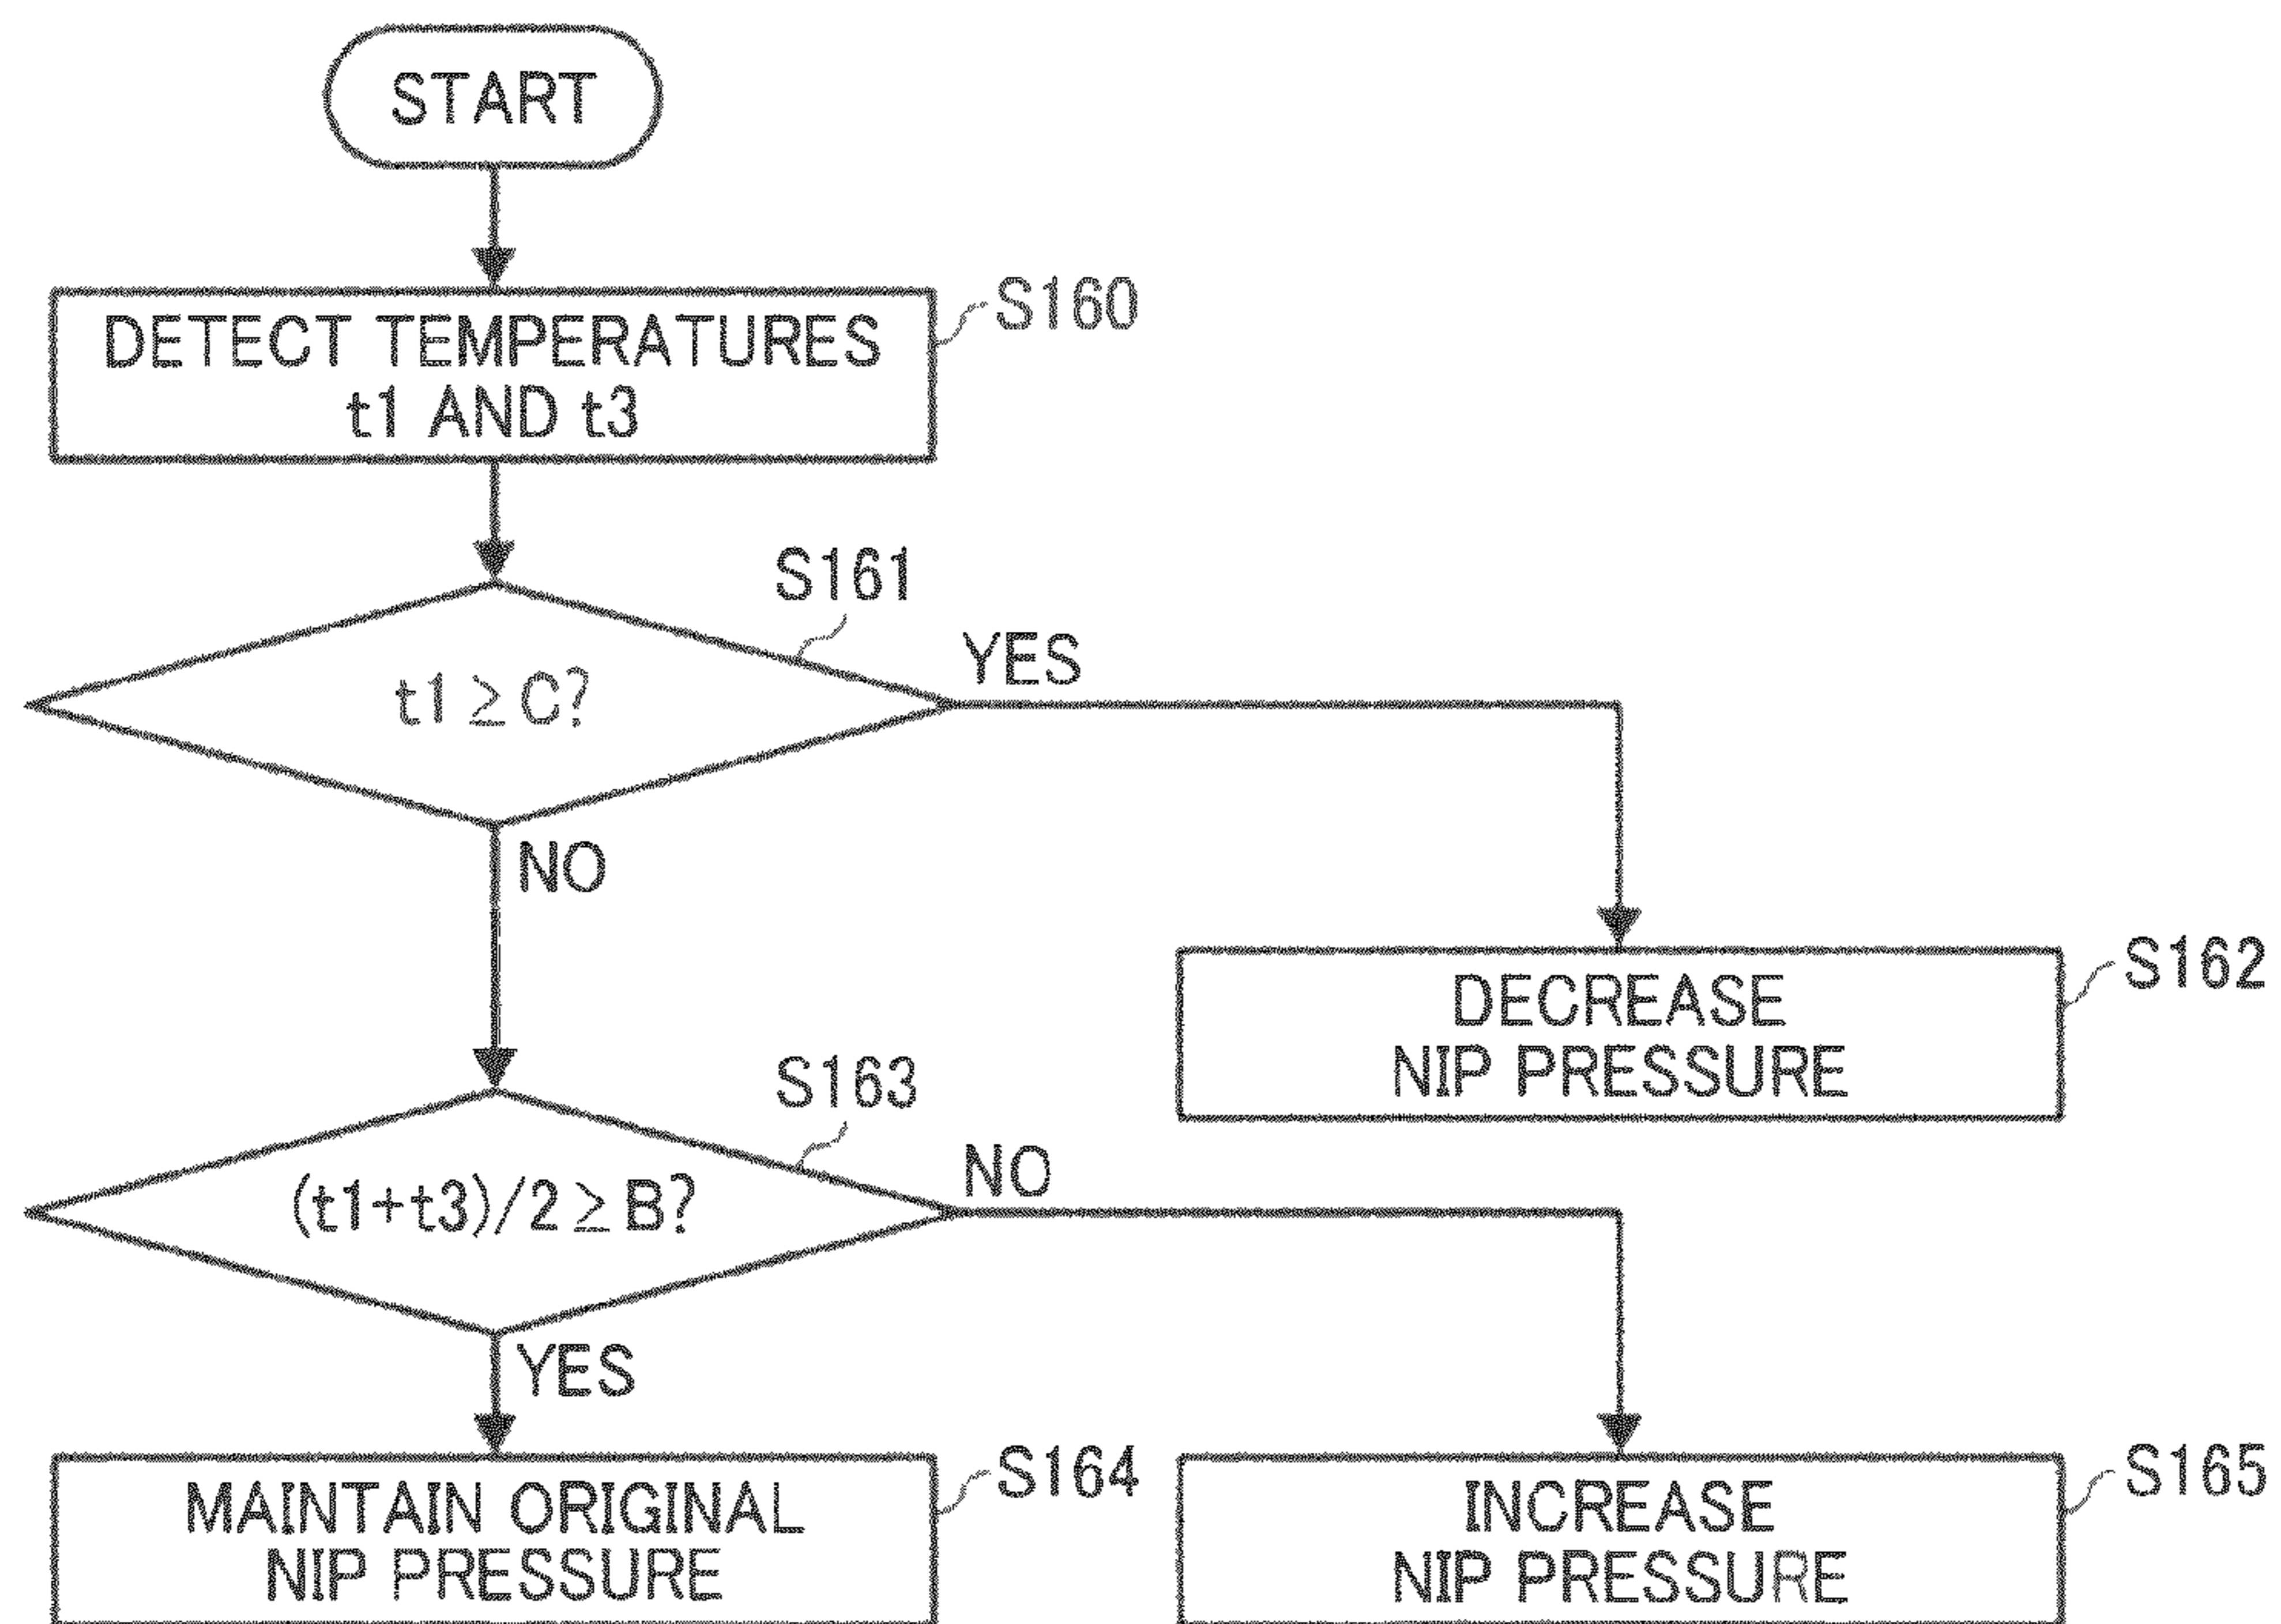 START
DETECT TEMPERATURES
t1 AND t3
S160
S161
t1 ≥ C?
YES
NO
DECREASE
NIP PRESSURE
S162
S163
(t1+t3)/2 ≥ B?
NO
YES
MAINTAIN ORIGINAL
NIP PRESSURE
S164
INCREASE
NIP PRESSURE
S165